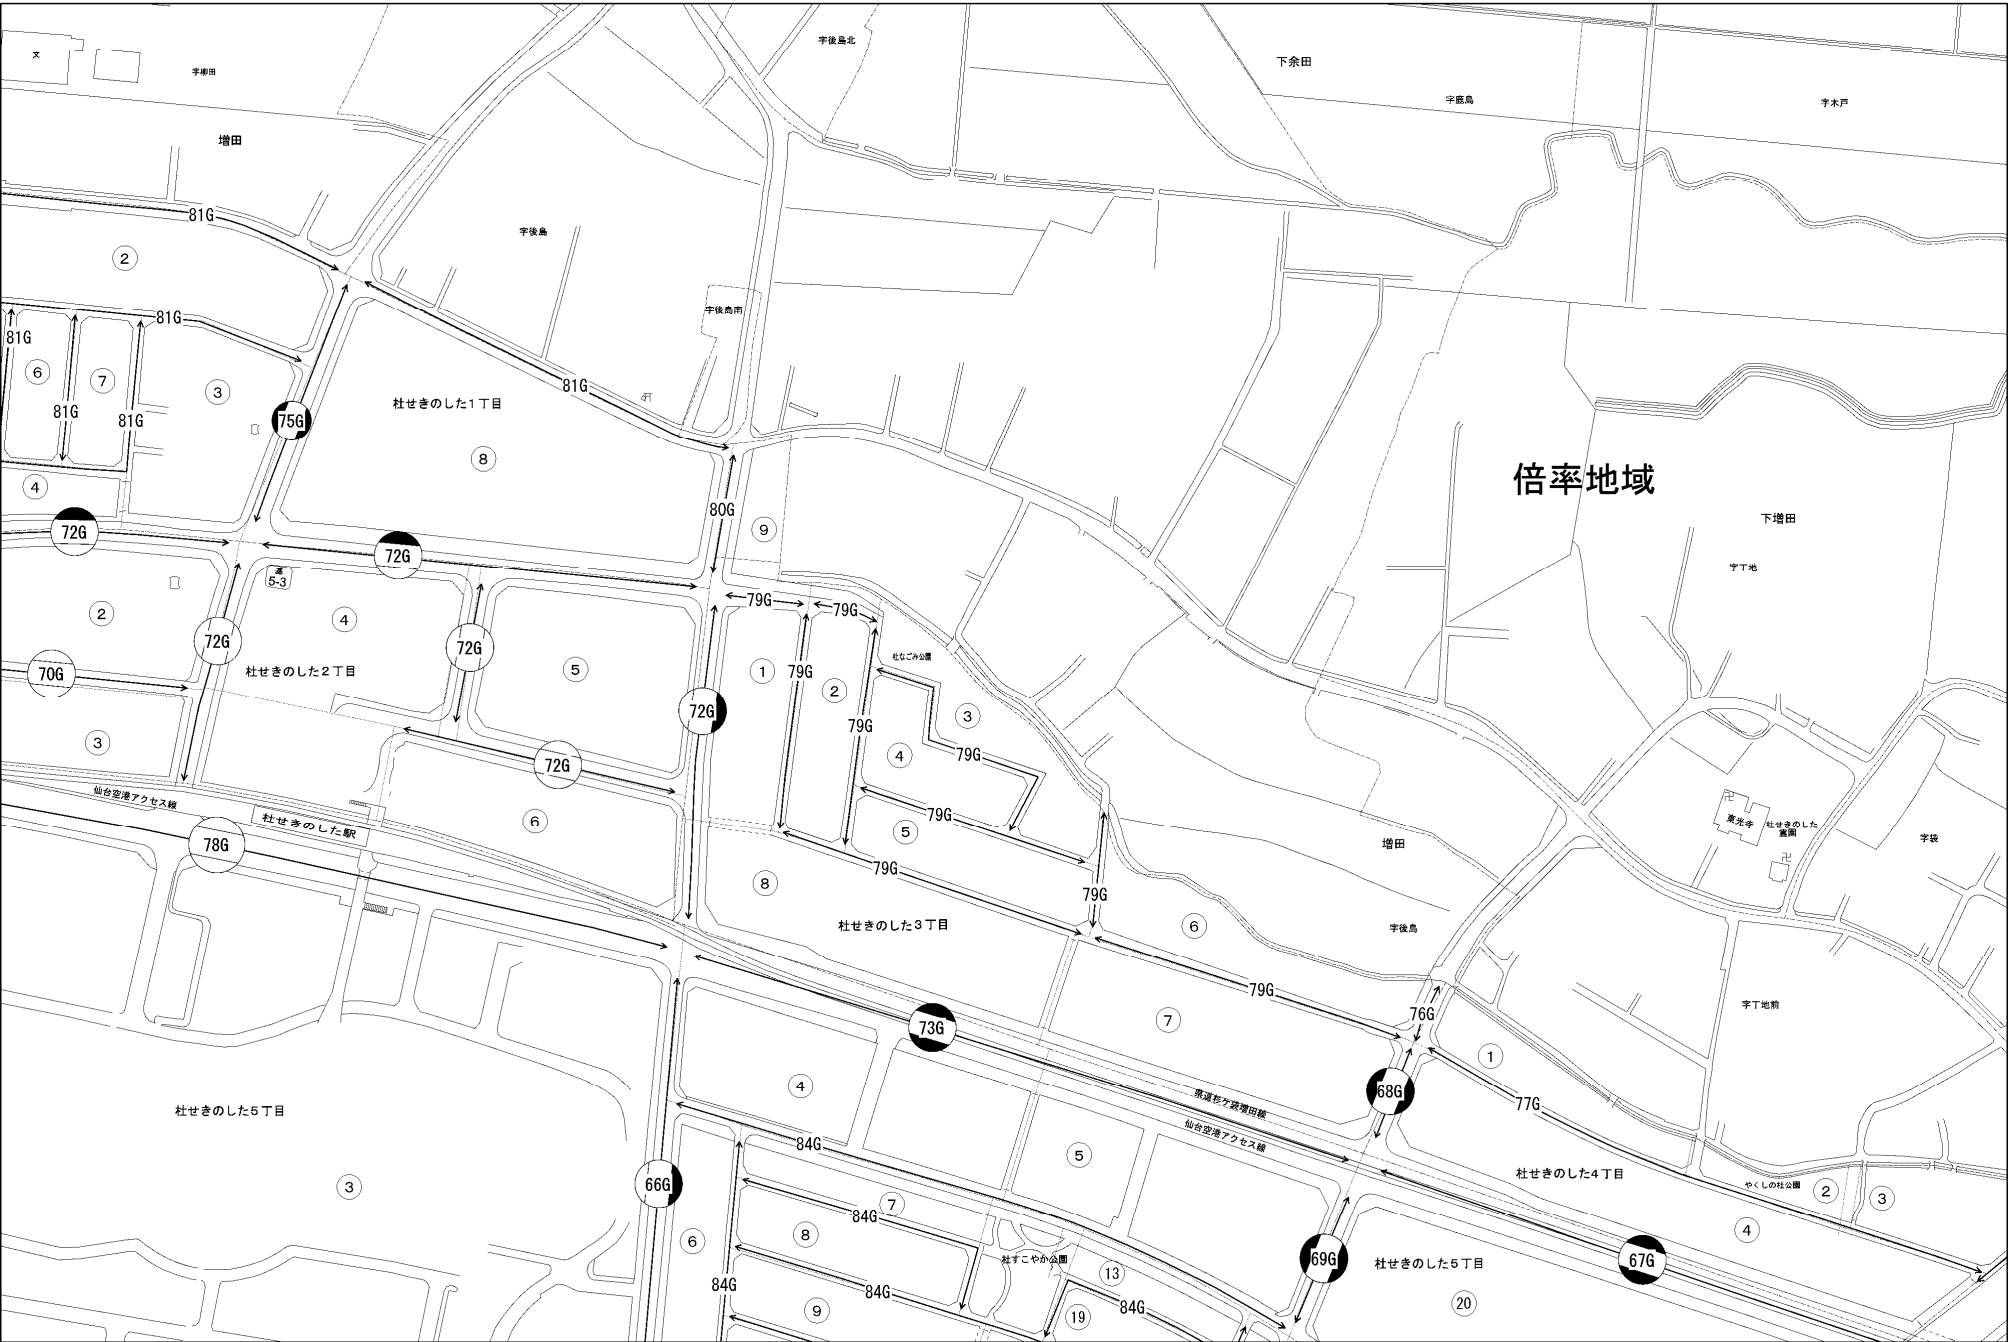 文
字柳田
字後島北
下余田
字鹿島
字木戸
増田
81G
字後島
2
字後島南
81G
81G
6
7
3
81G
81G
75G
杜せきのした1丁目
81G
8
倍率地域
4
72G
72G
80G
9
下増田
字丁地
5-3
2
4
72G
72G
79G
79G
70G
杜せきのした2丁目
5
1
79G
2
杜なごみ公園
3
72G
79G
3
72G
4
79G
仙台空港アクセス線
杜せきのした駅
78G
6
79G
5
増田
東光寺
杜せきのした
霊園
字袋
8
79G
79G
杜せきのした3丁目
6
字後島
79G
73G
7
76G
字丁地前
1
4
68G
県道杉ケ袋増田線
77G
杜せきのした5丁目
仙台空港アクセス線
84G
5
杜せきのした4丁目
やくしの杜公園
2
3
3
66G
7
84G
6
8
杜すこやか公園
13
69G
杜せきのした5丁目
67G
4
84G
84G
9
19
84G
20